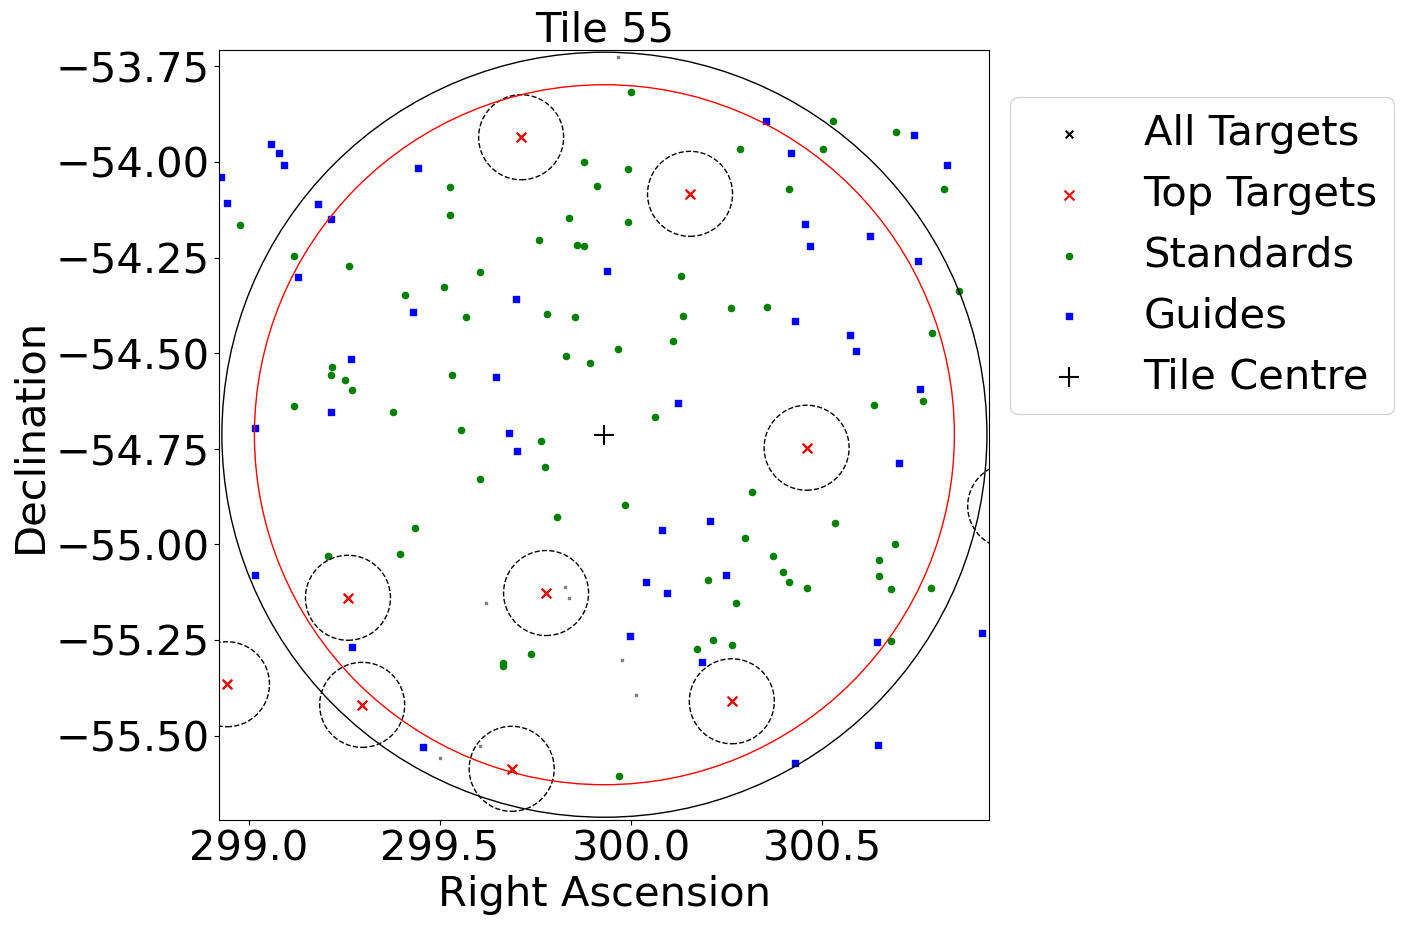 Tile 55
−53.75
−54.00
−54.25
−54.50
−54.75
−55.00
−55.25
−55.50
Declination
299.0 299.5 300.0 300.5
Right Ascension
All Targets
Top Targets
Standards
Guides
Tile Centre